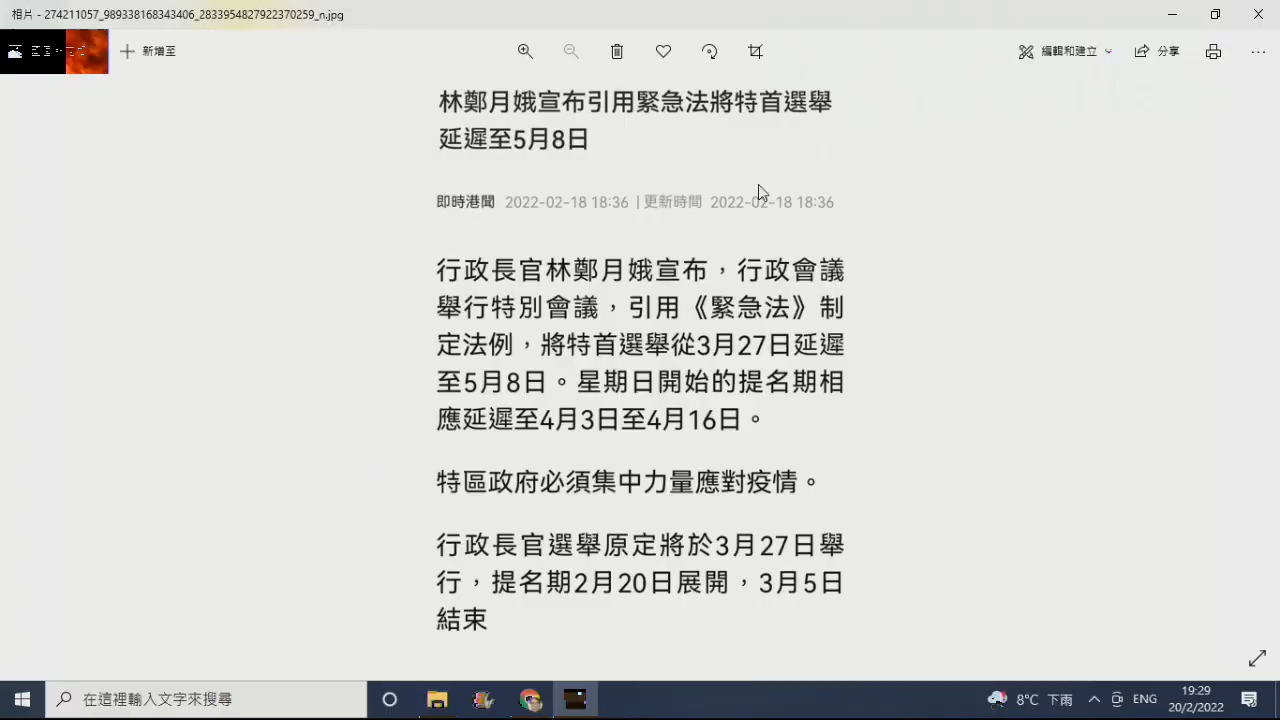 相片 - 274211057_989338168343406_2833954827922370259_n.jpg
新增至
編輯和建立
分享
林鄭月娥宣布引用緊急法將特首選舉
延遲至5月8日
即時港聞 2022-02-18 18:36 | 更新時間 2022-02-18 18:36
行政長官林鄭月娥宣布，行政會議
舉行特別會議，引用《緊急法》制
定法例，將特首選舉從3月27日延遲
至5月8日。星期日開始的提名期相
應延遲至4月3日至4月16日。
特區政府必須集中力量應對疫情。
行政長官選舉原定將於3月27日舉
行，提名期2月20日展開，3月5日
結束
在這裡輸入文字來搜尋
8°C 下雨
ENG
19:29
20/2/2022